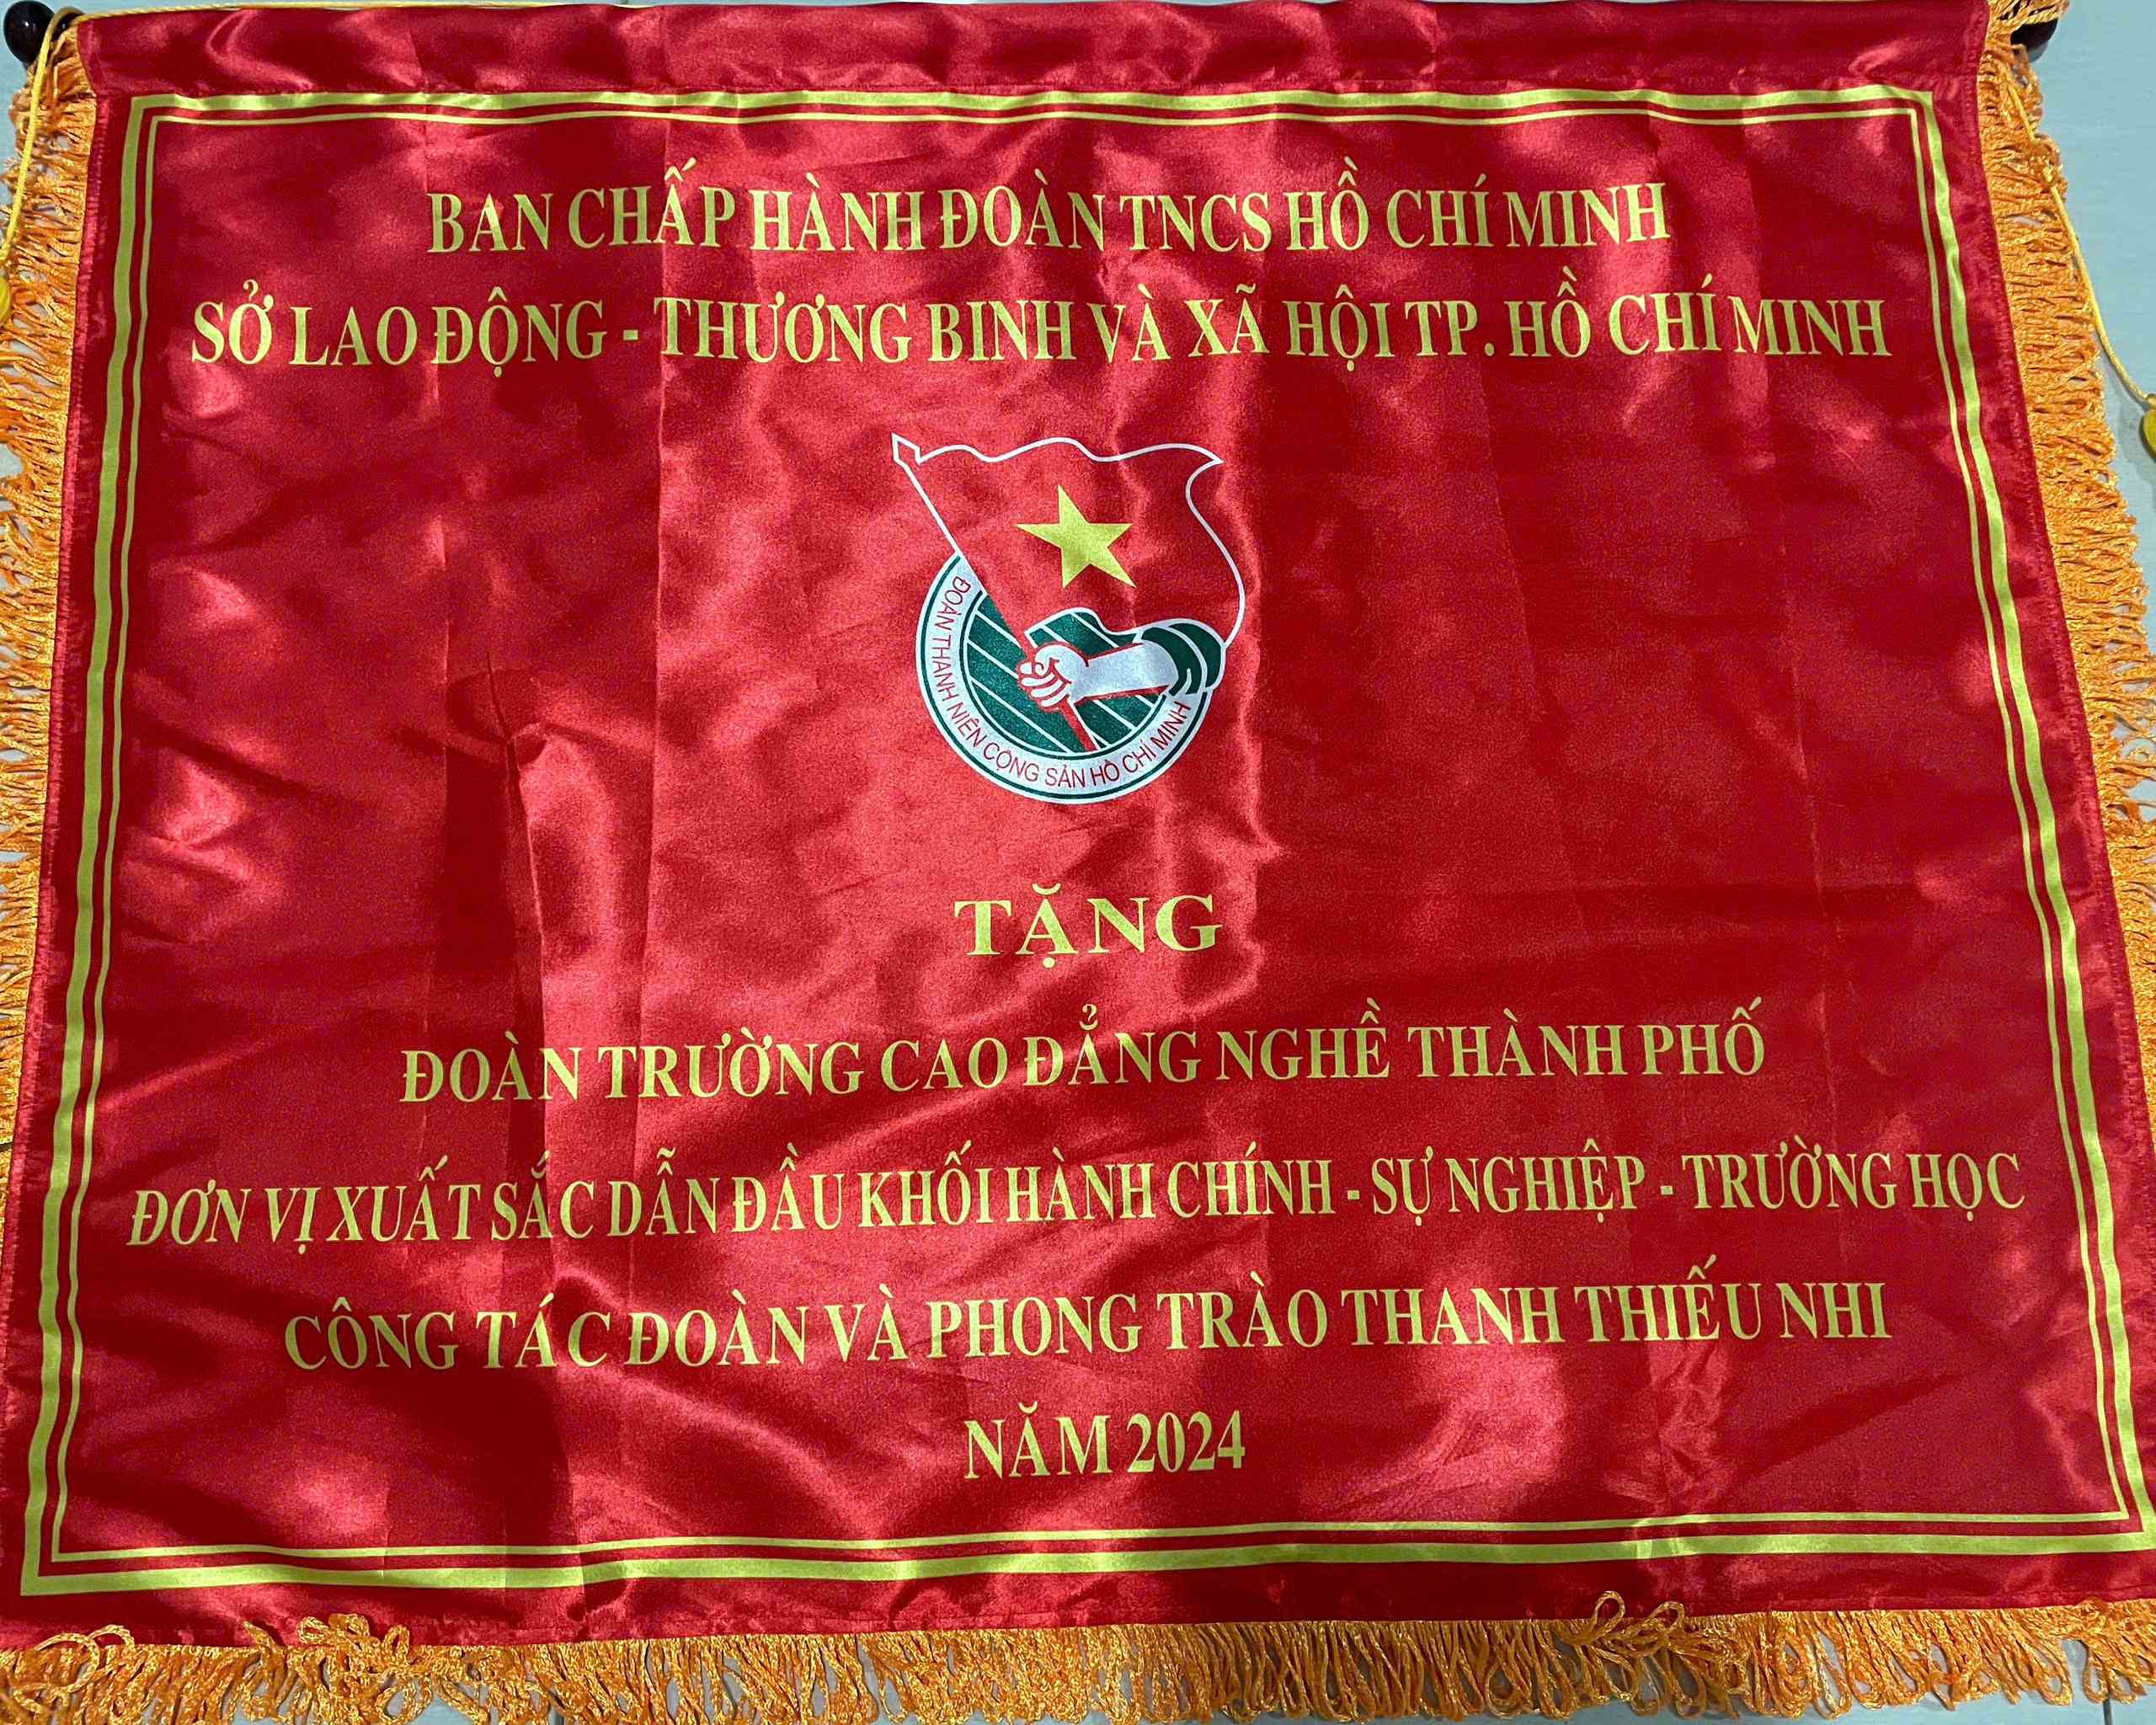 BAN CHẤP HÀNH ĐOÀN TNCS HỒ CHÍ MINH
SỞ LAO ĐỘNG - THƯƠNG BINH VÀ XÃ HỘI TP. HỒ CHÍ MINH
ĐOÀN THANH NIÊN CỘNG SẢN HỒ CHÍ MINH
TẶNG
ĐOÀN TRƯỜNG CAO ĐẲNG NGHỀ THÀNH PHỐ
ĐƠN VỊ XUẤT SẮC DẪN ĐẦU KHỐI HÀNH CHÍNH - SỰ NGHIỆP - TRƯỜNG HỌC
CÔNG TÁC ĐOÀN VÀ PHONG TRÀO THANH THIẾU NHI
NĂM 2024